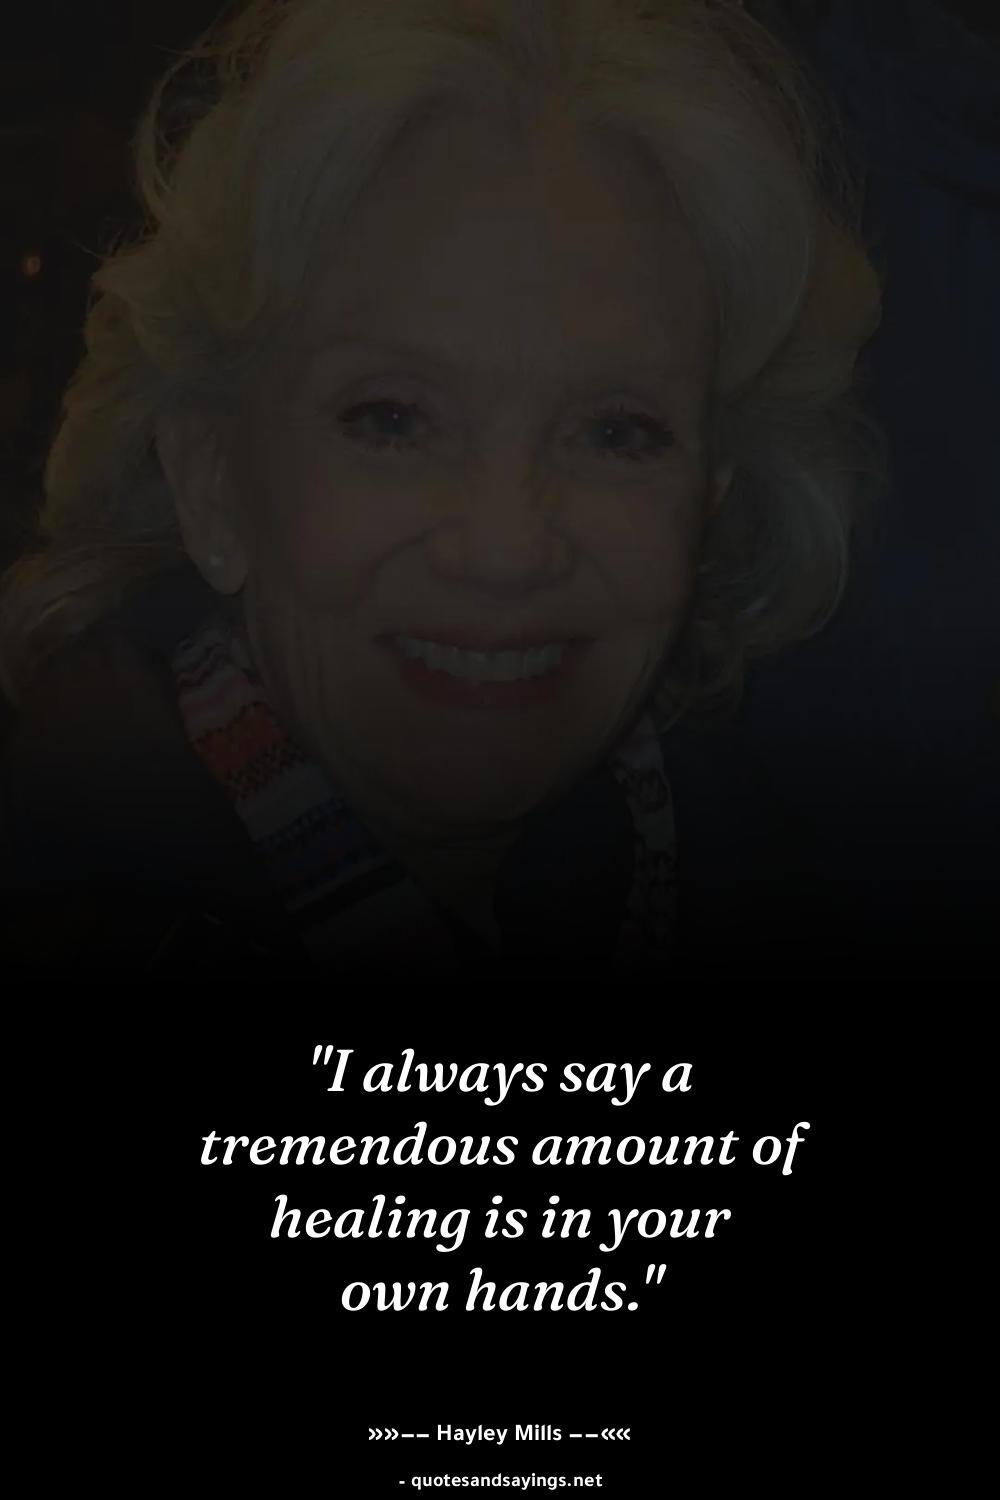 "I always say a
tremendous amount of
healing is in your
own hands."
»»–– Hayley Mills ––««
- quotesandsayings.net